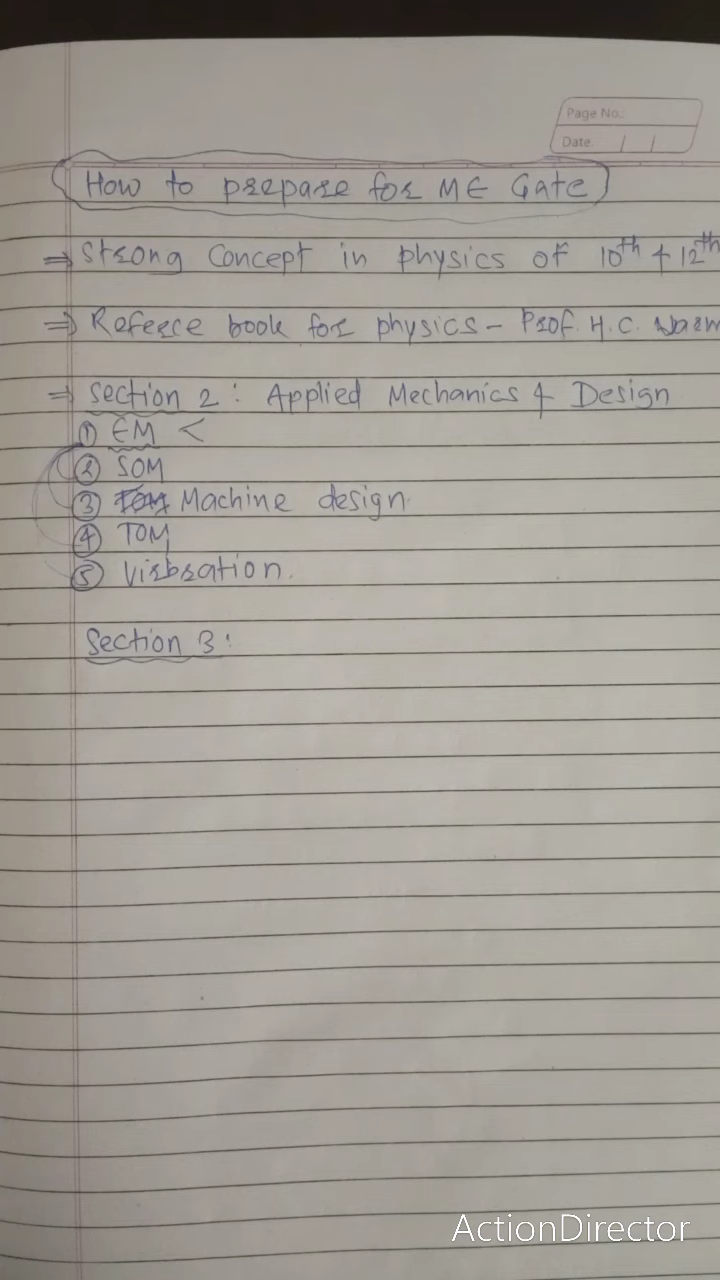 Page No.:
Date / /
How to prepare for ME Gate
⇒ Strong Concept in physics of 10th & 12th
⇒ Referce book for physics - Prof. H.C.
⇒ Section 2 : Applied Mechanics & Design
① EM <
② SOM
③ TOM Machine design.
④ TOM
⑤ Virbration.
Section 3 :
ActionDirector